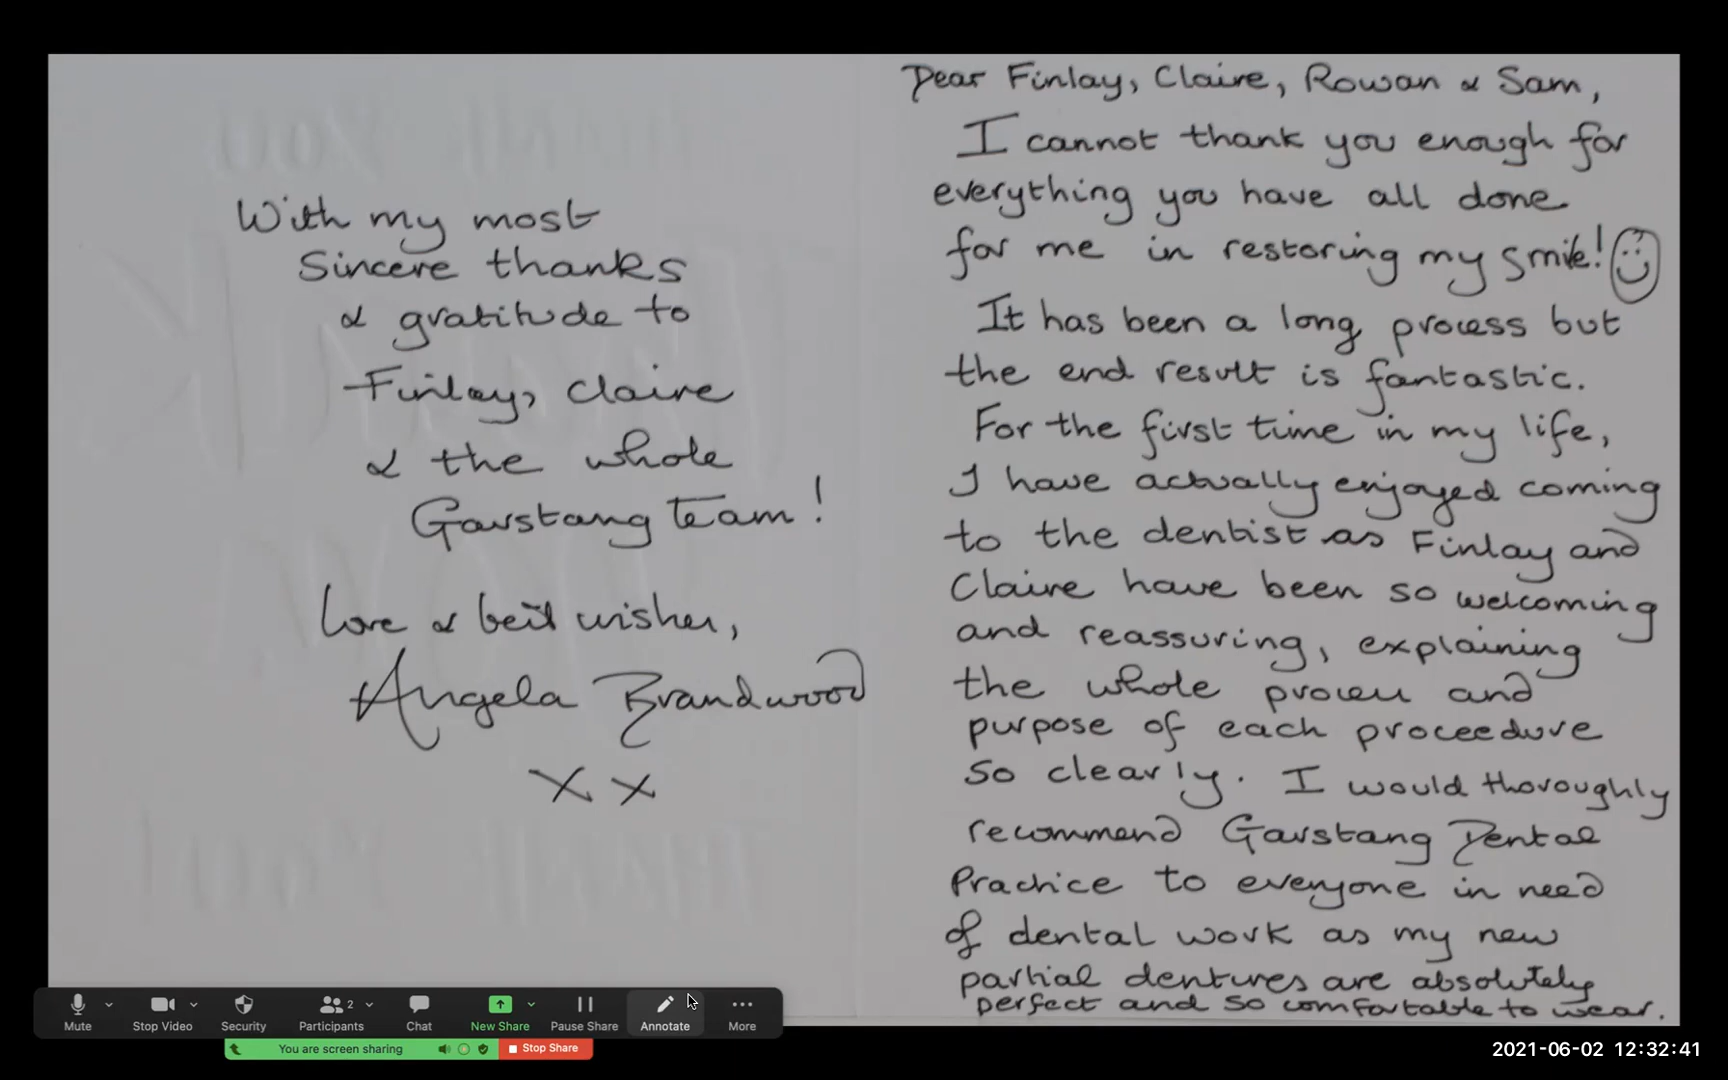 Dear Finlay, Claire, Rowan & Sam,
I cannot thank you enough for
everything you have all done
for me in restoring my smile!
It has been a long process but
the end result is fantastic.
For the first time in my life,
I have actually enjoyed coming
to the dentist as Finlay and
Claire have been so welcoming
and reassuring, explaining
the whole process and
purpose of each proceedure
so clearly. I would thoroughly
recommend Garstang Dental
Practice to everyone in need
of dental work as my new
partial dentures are absolutely
perfect and so comfortable to wear.
With my most
Sincere thanks
& gratitude to
Finlay, Claire
& the whole
Garstang Team!
Love & best wishes,
Angela Brandwood
X X
THANK YOU
Mute
Stop Video
Security
2
Participants
Chat
New Share
Pause Share
Annotate
More
You are screen sharing
Stop Share
2021-06-02 12:32:41